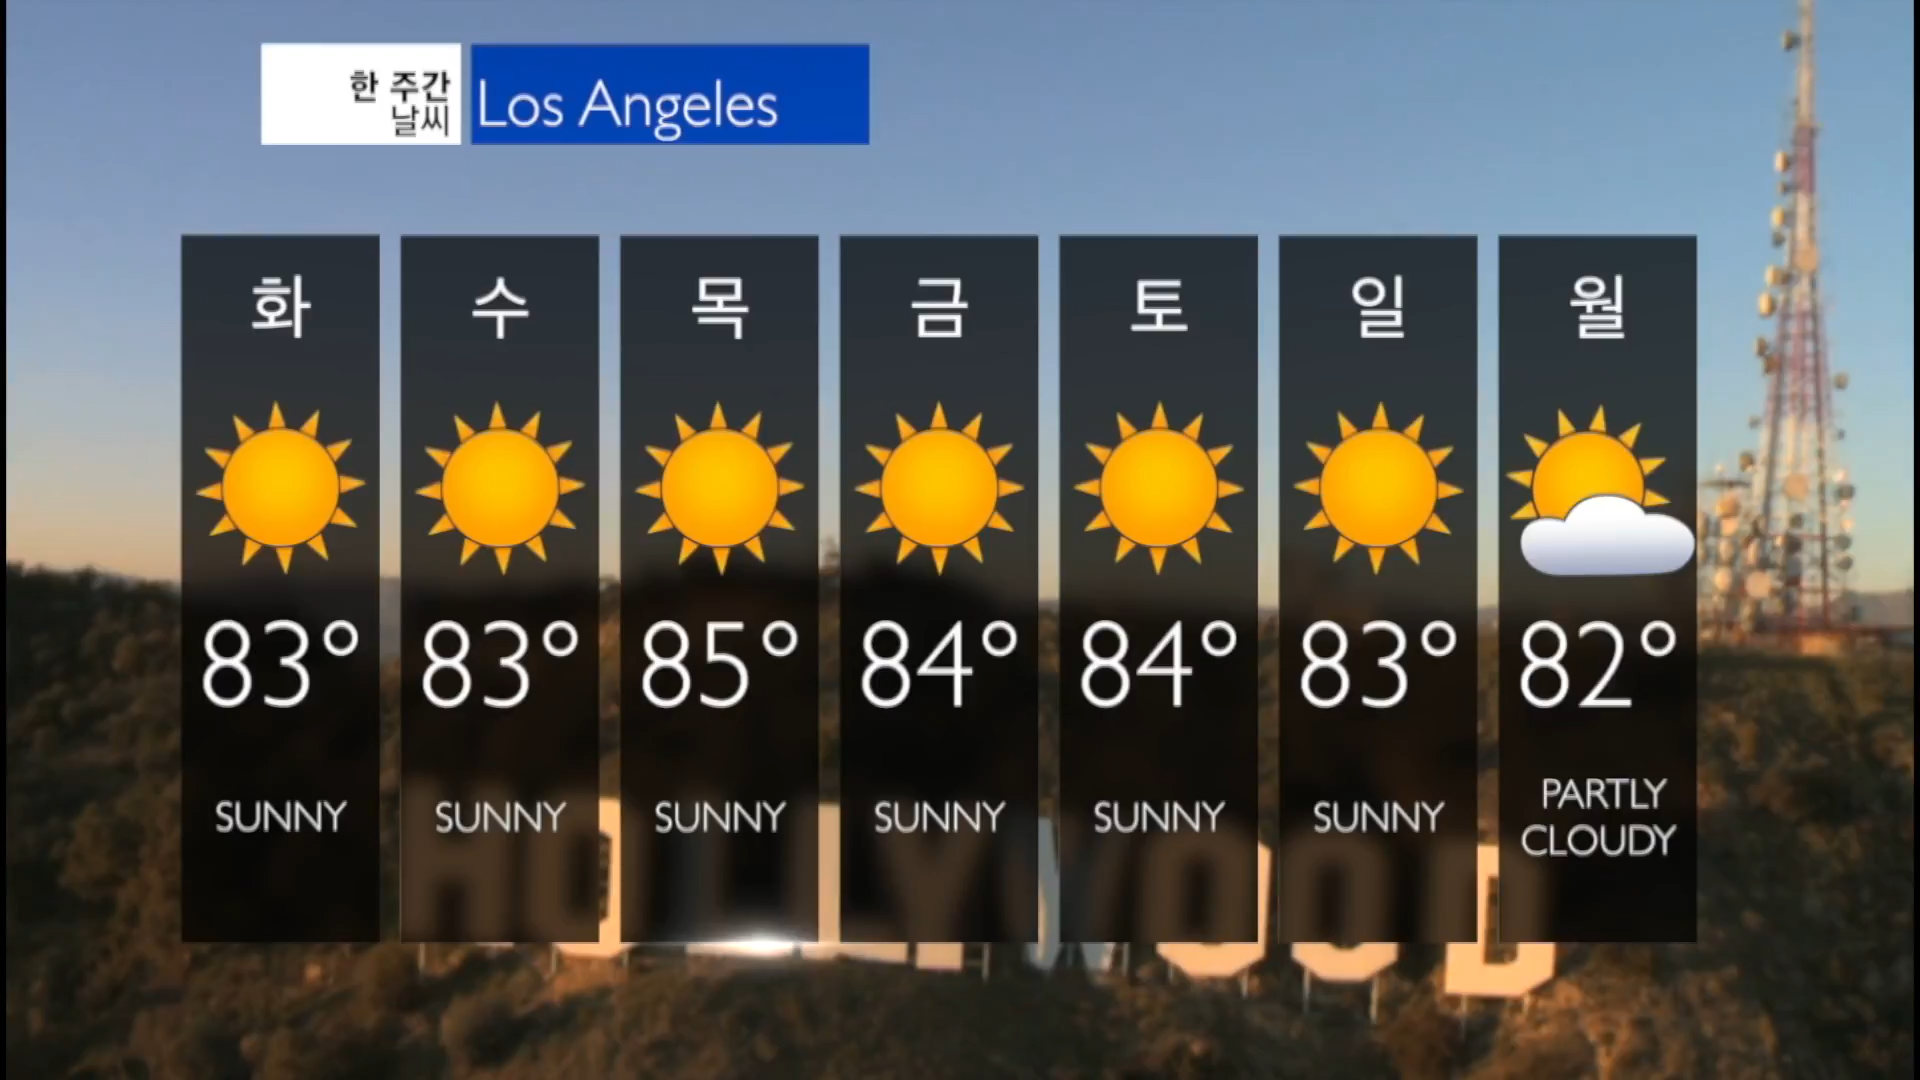 한 주간
날씨
Los Angeles
화 수 목 금 토 일 월
83° 83° 85° 84° 84° 83° 82°
SUNNY SUNNY SUNNY SUNNY SUNNY SUNNY PARTLY
CLOUDY
HOLLYWOOD